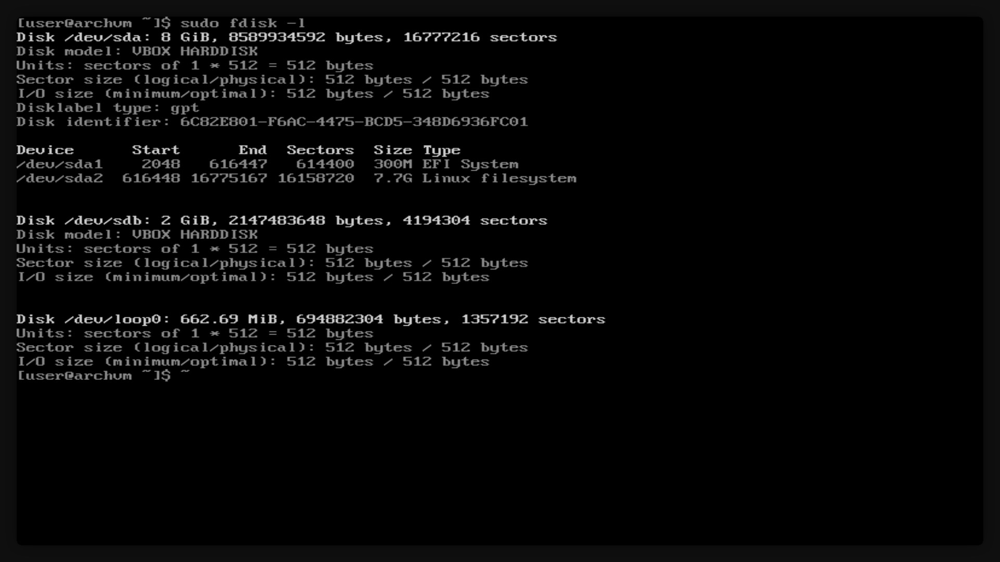 [user@archvm ~]$ sudo fdisk -l
Disk /dev/sda: 8 GiB, 8589934592 bytes, 16777216 sectors
Disk model: VBOX HARDDISK
Units: sectors of 1 * 512 = 512 bytes
Sector size (logical/physical): 512 bytes / 512 bytes
I/O size (minimum/optimal): 512 bytes / 512 bytes
Disklabel type: gpt
Disk identifier: 6C82E801-F6AC-4475-BCD5-348D6936FC01
Device      Start      End  Sectors  Size Type
/dev/sda1    2048   616447   614400  300M EFI System
/dev/sda2  616448 16775167 16158720  7.7G Linux filesystem
Disk /dev/sdb: 2 GiB, 2147483648 bytes, 4194304 sectors
Disk model: VBOX HARDDISK
Units: sectors of 1 * 512 = 512 bytes
Sector size (logical/physical): 512 bytes / 512 bytes
I/O size (minimum/optimal): 512 bytes / 512 bytes
Disk /dev/loop0: 662.69 MiB, 694882304 bytes, 1357192 sectors
Units: sectors of 1 * 512 = 512 bytes
Sector size (logical/physical): 512 bytes / 512 bytes
I/O size (minimum/optimal): 512 bytes / 512 bytes
[user@archvm ~]$ ~